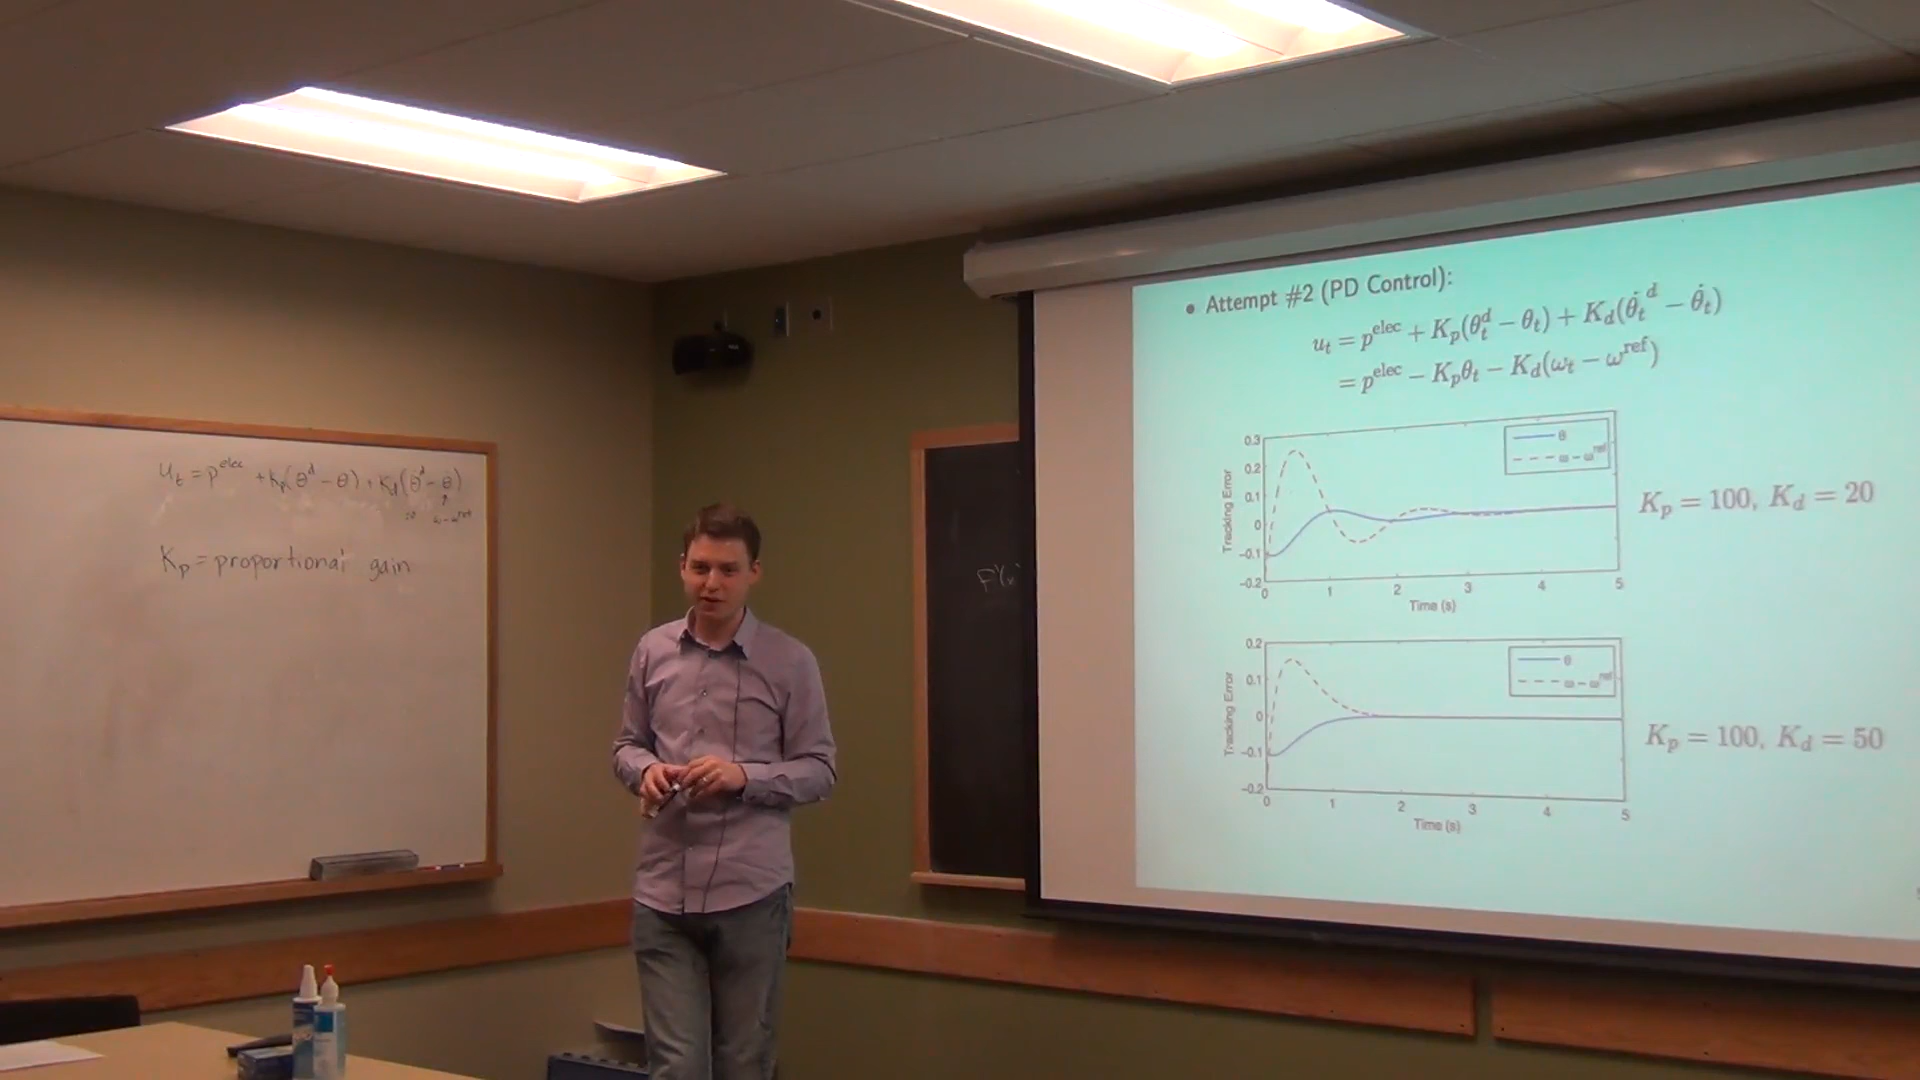 u_t = p^elec + K_p(θ^d − θ) + K_d(θ̇^d − θ̇)
=0 ω−ω^ref
K_p = proportional gain
F'(x
• Attempt #2 (PD Control):
u_t = p^elec + K_p(θ_t^d − θ_t) + K_d(θ̇_t^d − θ̇_t)
= p^elec − K_pθ_t − K_d(ω_t − ω^ref)
Tracking Error
0.3
0.2
0.1
0
−0.1
−0.2
θ
ω − ω^ref
0 1 2 3 4 5
Time (s)
K_p = 100, K_d = 20
Tracking Error
0.2
0.1
0
−0.1
−0.2
θ
ω − ω^ref
0 1 2 3 4 5
Time (s)
K_p = 100, K_d = 50